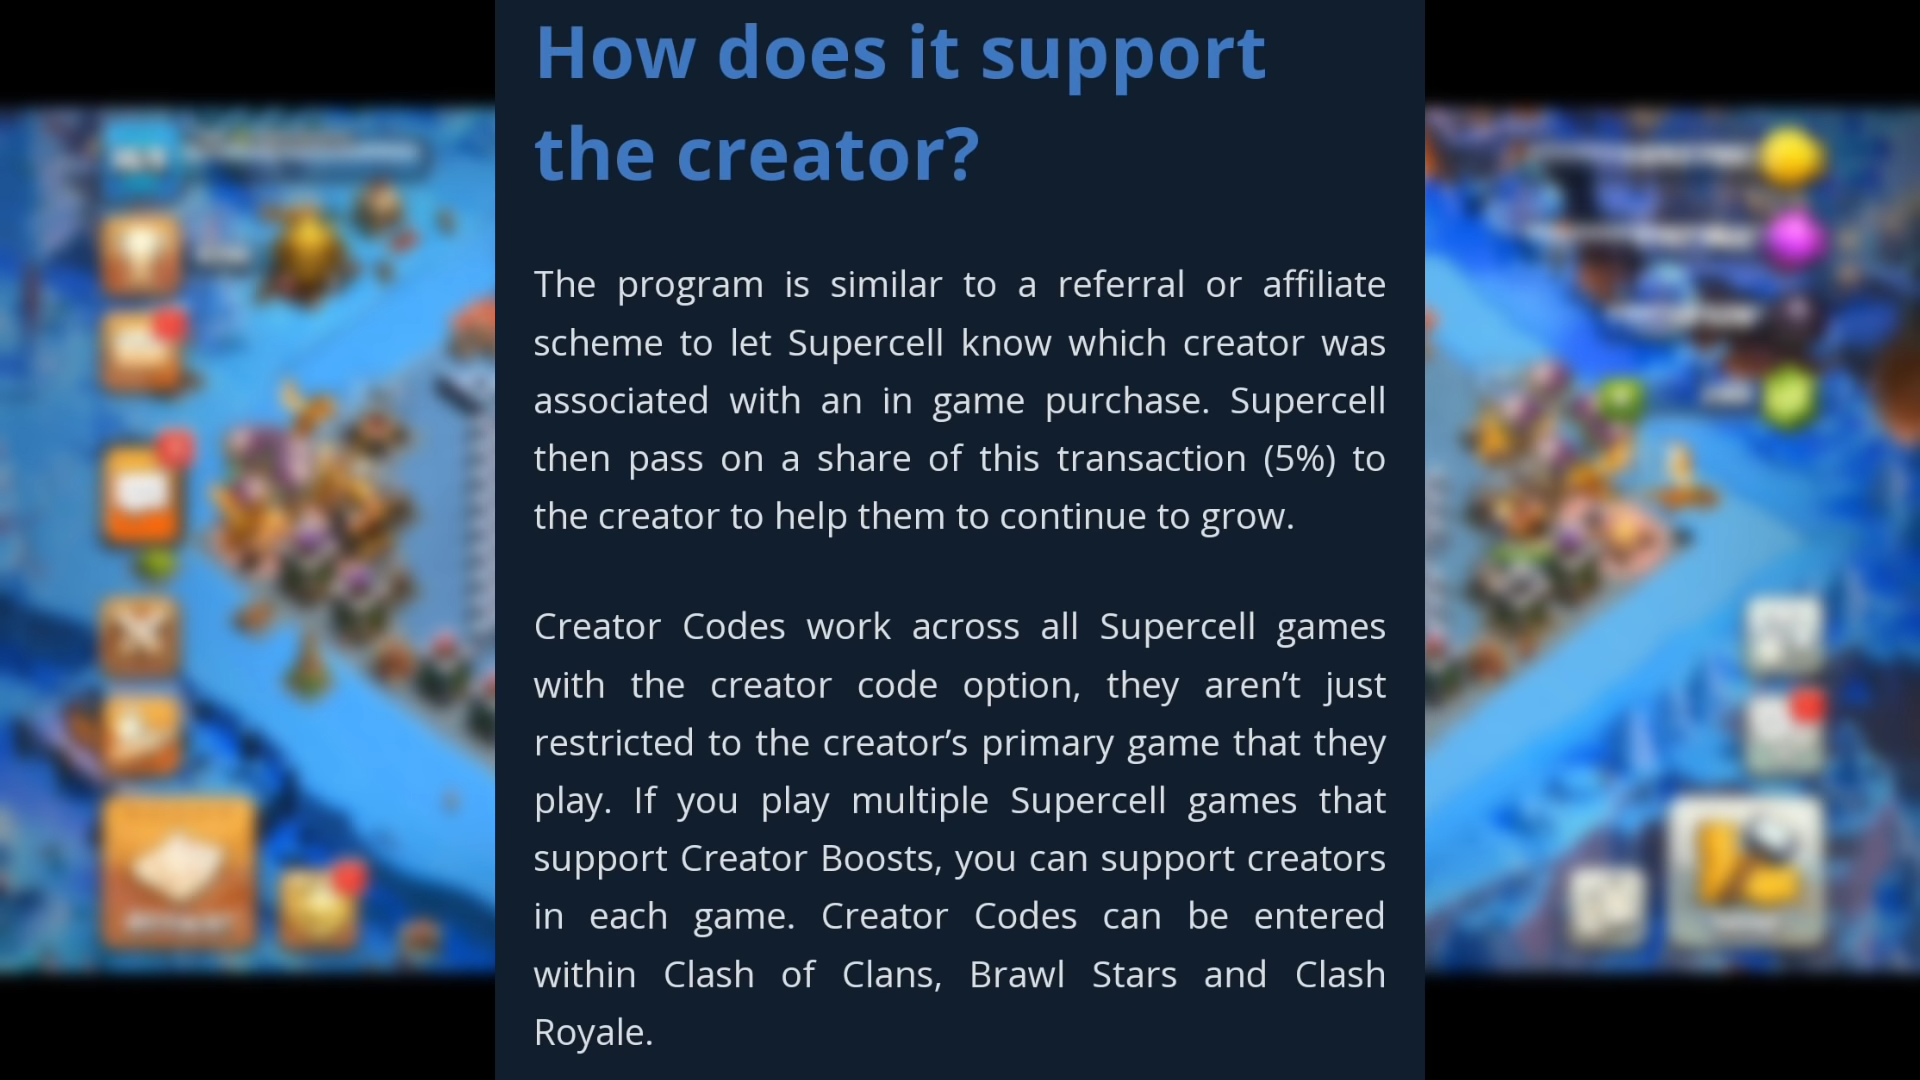 How does it support
the creator?
The program is similar to a referral or affiliate
scheme to let Supercell know which creator was
associated with an in game purchase. Supercell
then pass on a share of this transaction (5%) to
the creator to help them to continue to grow.
Creator Codes work across all Supercell games
with the creator code option, they aren’t just
restricted to the creator’s primary game that they
play. If you play multiple Supercell games that
support Creator Boosts, you can support creators
in each game. Creator Codes can be entered
within Clash of Clans, Brawl Stars and Clash
Royale.